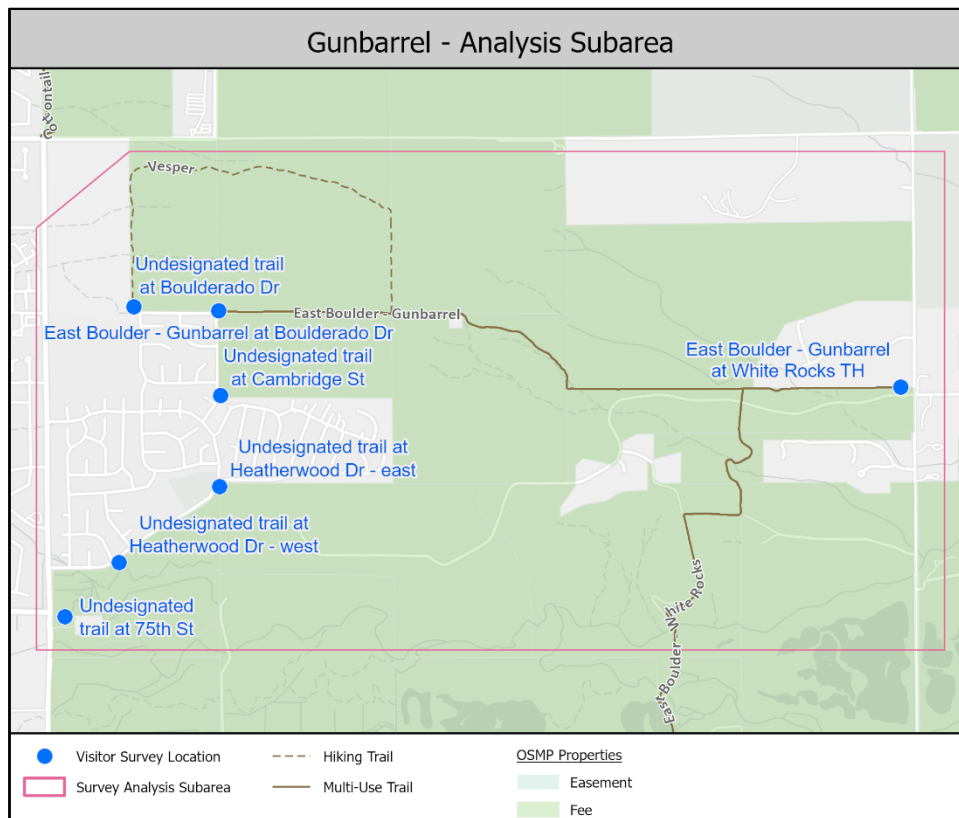 Gunbarrel - Analysis Subarea
Cottontail
Vesper
Undesignated trail
at Boulderado Dr
East Boulder - Gunbarrel
East Boulder - Gunbarrel at Boulderado Dr
Undesignated trail
at Cambridge St
East Boulder - Gunbarrel
at White Rocks TH
Undesignated trail at
Heatherwood Dr - east
Undesignated trail at
Heatherwood Dr - west
Undesignated
trail at 75th St
East Boulder - White Rocks
Visitor Survey Location
Survey Analysis Subarea
Hiking Trail
Multi-Use Trail
OSMP Properties
Easement
Fee